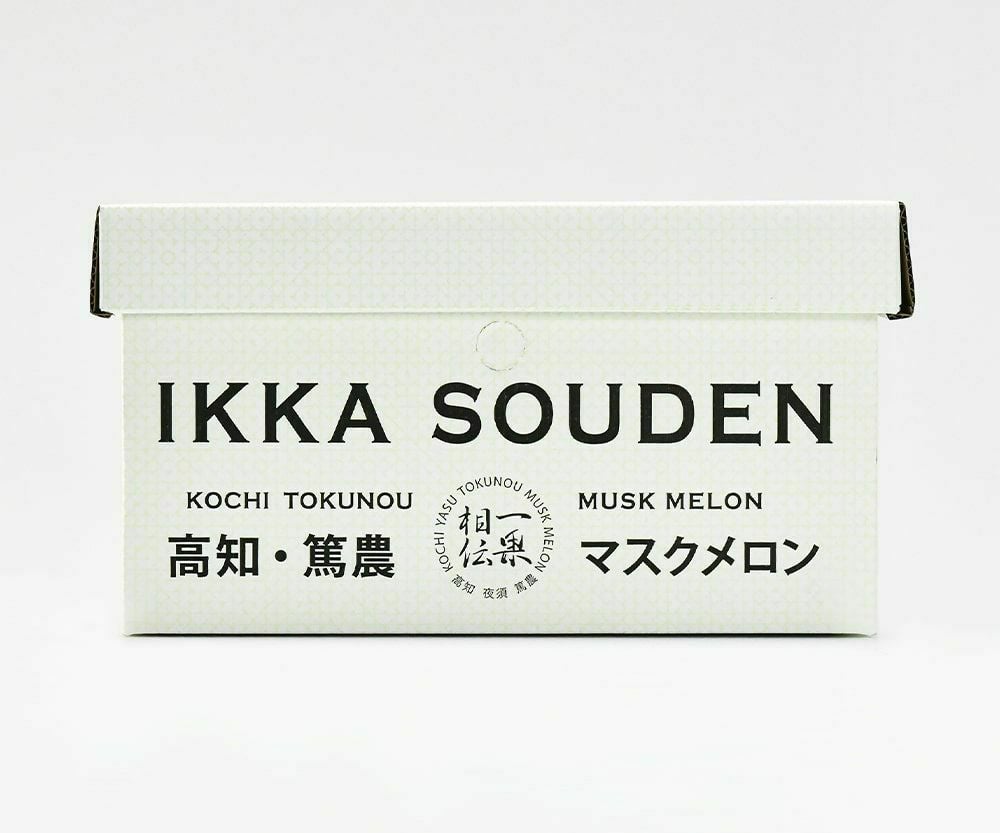 IKKA SOUDEN
KOCHI TOKUNOU
高知・篤農
KOCHI YASU TOKUNOU MUSK MELON
一果
相伝
高知 夜須 篤農
MUSK MELON
マスクメロン